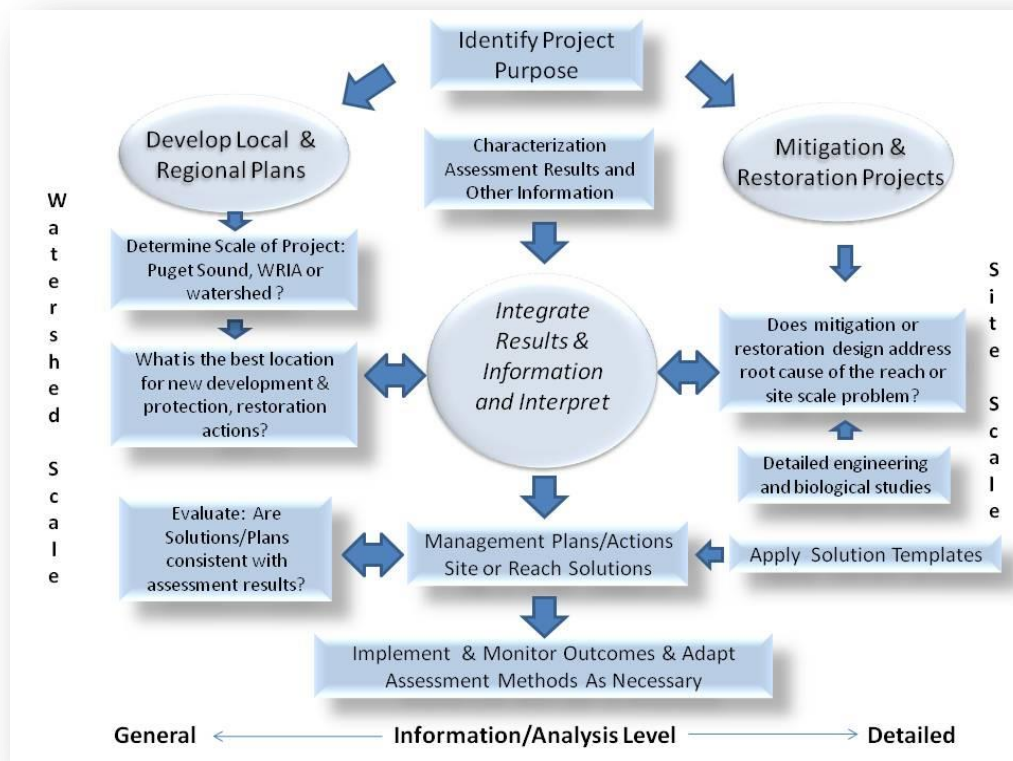 Identify Project
Purpose
Develop Local &
Regional Plans
Characterization
Assessment Results and
Other Information
Mitigation &
Restoration Projects
Watershed Scale
Determine Scale of Project:
Puget Sound, WRIA or
watershed ?
Integrate
Results &
Information
and Interpret
Site Scale
Does mitigation or
restoration design address
root cause of the reach or
site scale problem?
What is the best location
for new development &
protection, restoration
actions?
Detailed engineering
and biological studies
Evaluate: Are
Solutions/Plans
consistent with
assessment results?
Management Plans/Actions
Site or Reach Solutions
Apply Solution Templates
Implement & Monitor Outcomes & Adapt
Assessment Methods As Necessary
General Information/Analysis Level Detailed